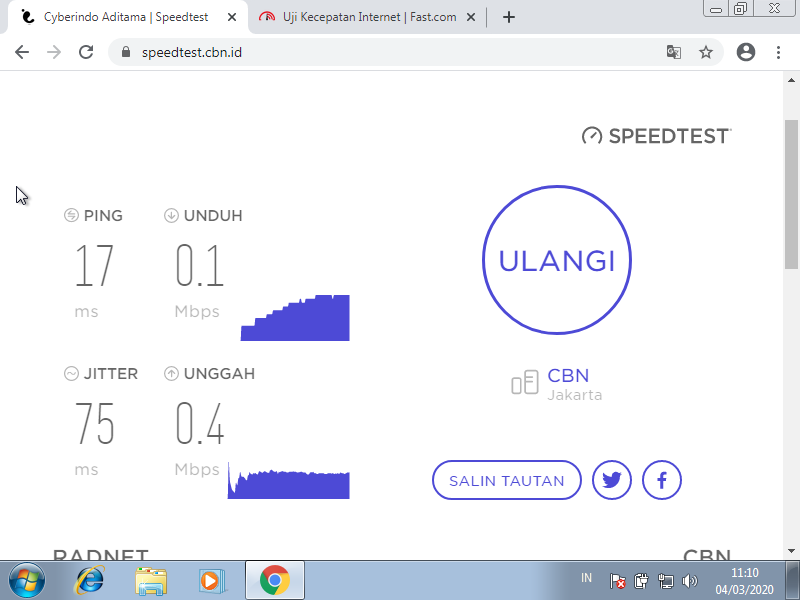 Cyberindo Aditama | Speedtest
Uji Kecepatan Internet | Fast.com
speedtest.cbn.id
SPEEDTEST
PING
UNDUH
17
0.1
ms
Mbps
ULANGI
JITTER
UNGGAH
75
0.4
ms
Mbps
CBN
Jakarta
SALIN TAUTAN
RADNET
CBN
IN
11:10
04/03/2020